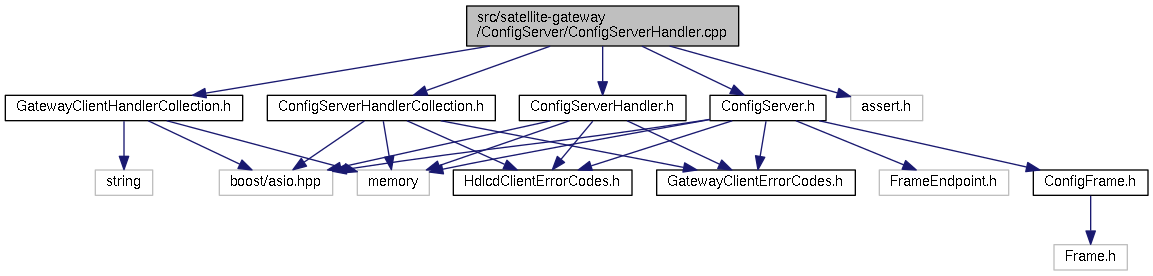 src/satellite-gateway
/ConfigServer/ConfigServerHandler.cpp
GatewayClientHandlerCollection.h
ConfigServerHandlerCollection.h
ConfigServerHandler.h
ConfigServer.h
assert.h
string
boost/asio.hpp
memory
HdlcdClientErrorCodes.h
GatewayClientErrorCodes.h
FrameEndpoint.h
ConfigFrame.h
Frame.h